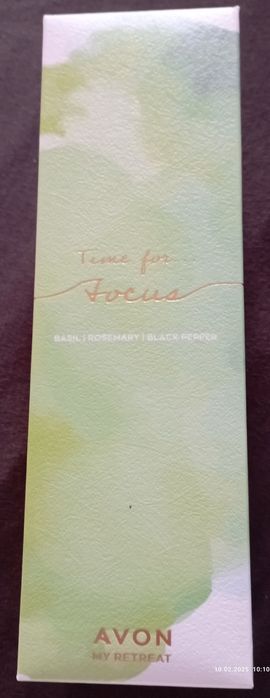 Time for...
Focus
BASIL | ROSEMARY | BLACK PEPPER
AVON
MY RETREAT
10.02.2025 10:10